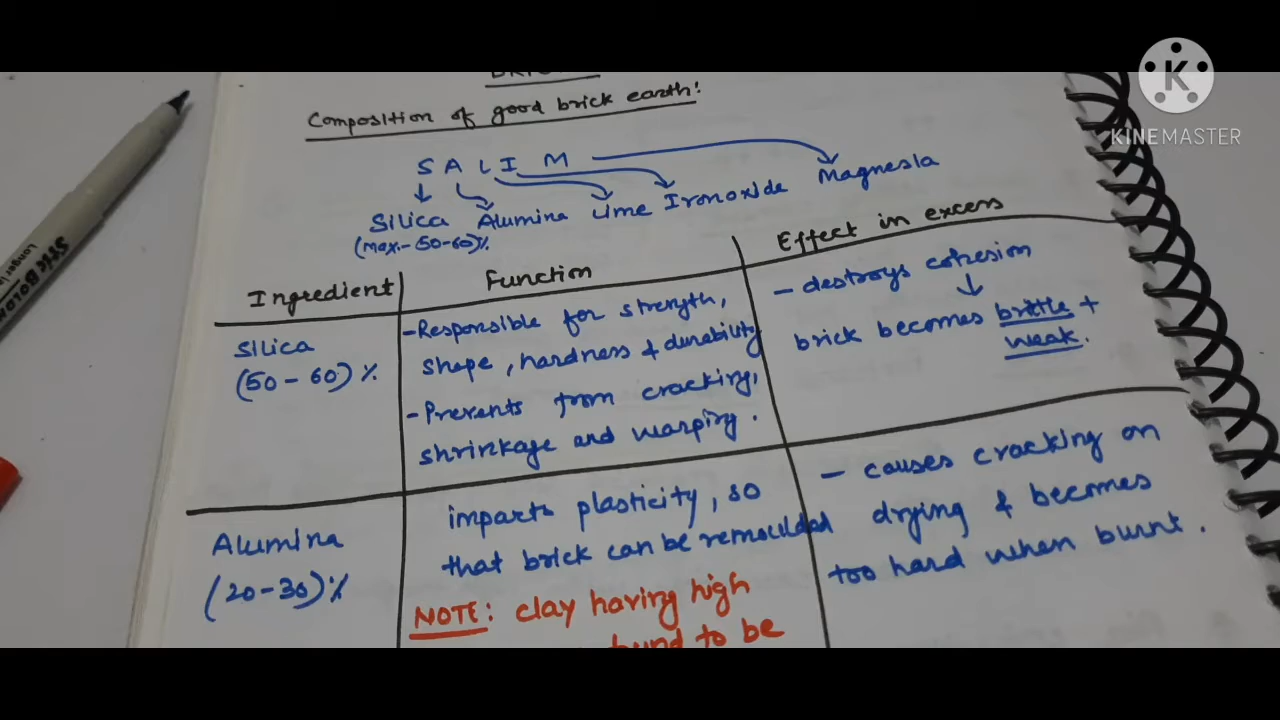 Composition of good brick earth:
S A L I M
Silica Alumina Lime Ironoxide Magnesia
(max.- 50-60)%
Ingredient Function Effect in excess
Silica
(50 - 60) %
- Responsible for strength,
shape, hardness & durability
- Prevents from cracking,
shrinkage and warping.
- destroys cohesion
brick becomes brittle +
weak.
Alumina
(20-30)%
imparts plasticity, so
that brick can be remoulded
NOTE: clay having high
to be
- causes cracking on
drying & becomes
too hard when burnt.
K
KINEMASTER